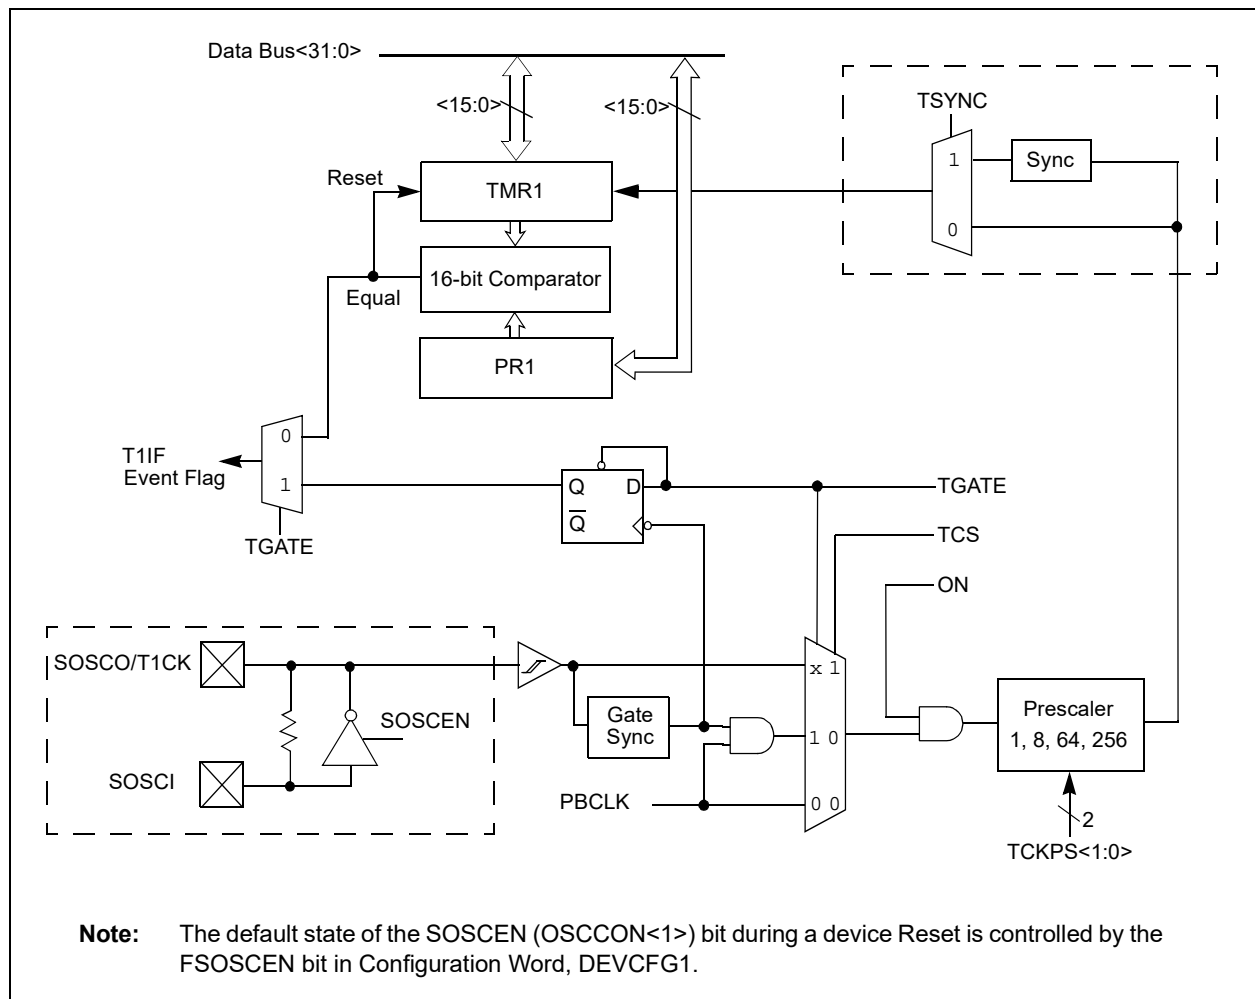 Data Bus<31:0>
<15:0>
<15:0>
TSYNC
1
Sync
Reset
TMR1
0
16-bit Comparator
Equal
PR1
0
T1IF
Event Flag
1
Q
D
TGATE
Q
TGATE
TCS
ON
SOSCO/T1CK
x 1
SOSCEN
Gate
Sync
Prescaler
1, 8, 64, 256
1 0
SOSCI
PBCLK
0 0
2
TCKPS<1:0>
Note: The default state of the SOSCEN (OSCCON<1>) bit during a device Reset is controlled by the
FSOSCEN bit in Configuration Word, DEVCFG1.